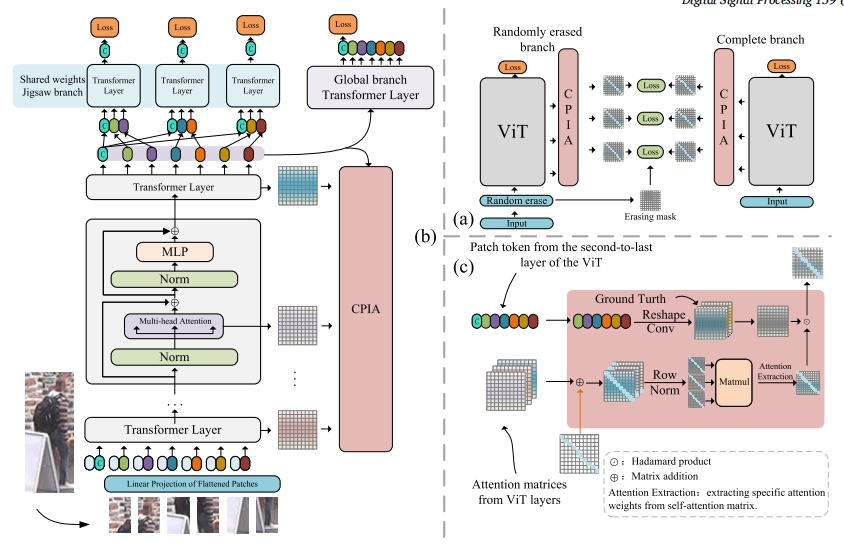 Digital Signal Processing 139 (
Loss
Loss
Loss
Loss
C
C
C
C
Shared weights
Jigsaw branch
Transformer
Layer
Transformer
Layer
Transformer
Layer
Global branch
Transformer Layer
C
C
C
C
Transformer Layer
MLP
Norm
Multi-head Attention
Norm
...
Transformer Layer
C
Linear Projection of Flattened Patches
CPIA
(b)
Randomly erased
branch
Complete branch
Loss
ViT
Random erase
Input
C
P
I
A
Loss
Loss
Loss
Erasing mask
C
P
I
A
Loss
ViT
Input
(a)
(c)
Patch token from the second-to-last
layer of the ViT
C
C
Ground Turth
Reshape
Conv
Row
Norm
Matmul
Attention
Extraction
Attention matrices
from ViT layers
⊙ : Hadamard product
⊕ : Matrix addition
Attention Extraction: extracting specific attention
weights from self-attention matrix.